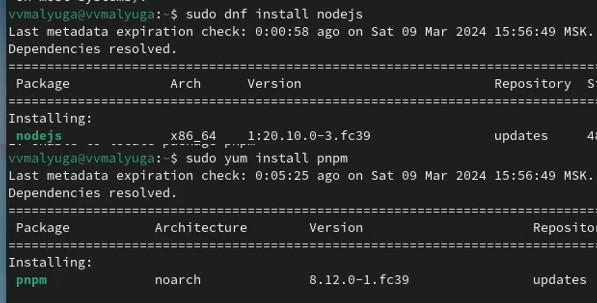 vvmalyuga@vvmalyuga:~$ sudo dnf install nodejs
Last metadata expiration check: 0:00:58 ago on Sat 09 Mar 2024 15:56:49 MSK.
Dependencies resolved.
================================================================================
Package Arch Version Repository
================================================================================
Installing:
nodejs x86_64 1:20.10.0-3.fc39 updates
vvmalyuga@vvmalyuga:~$ sudo yum install pnpm
Last metadata expiration check: 0:05:25 ago on Sat 09 Mar 2024 15:56:49 MSK.
Dependencies resolved.
================================================================================
Package Architecture Version Reposito
================================================================================
Installing:
pnpm noarch 8.12.0-1.fc39 updates